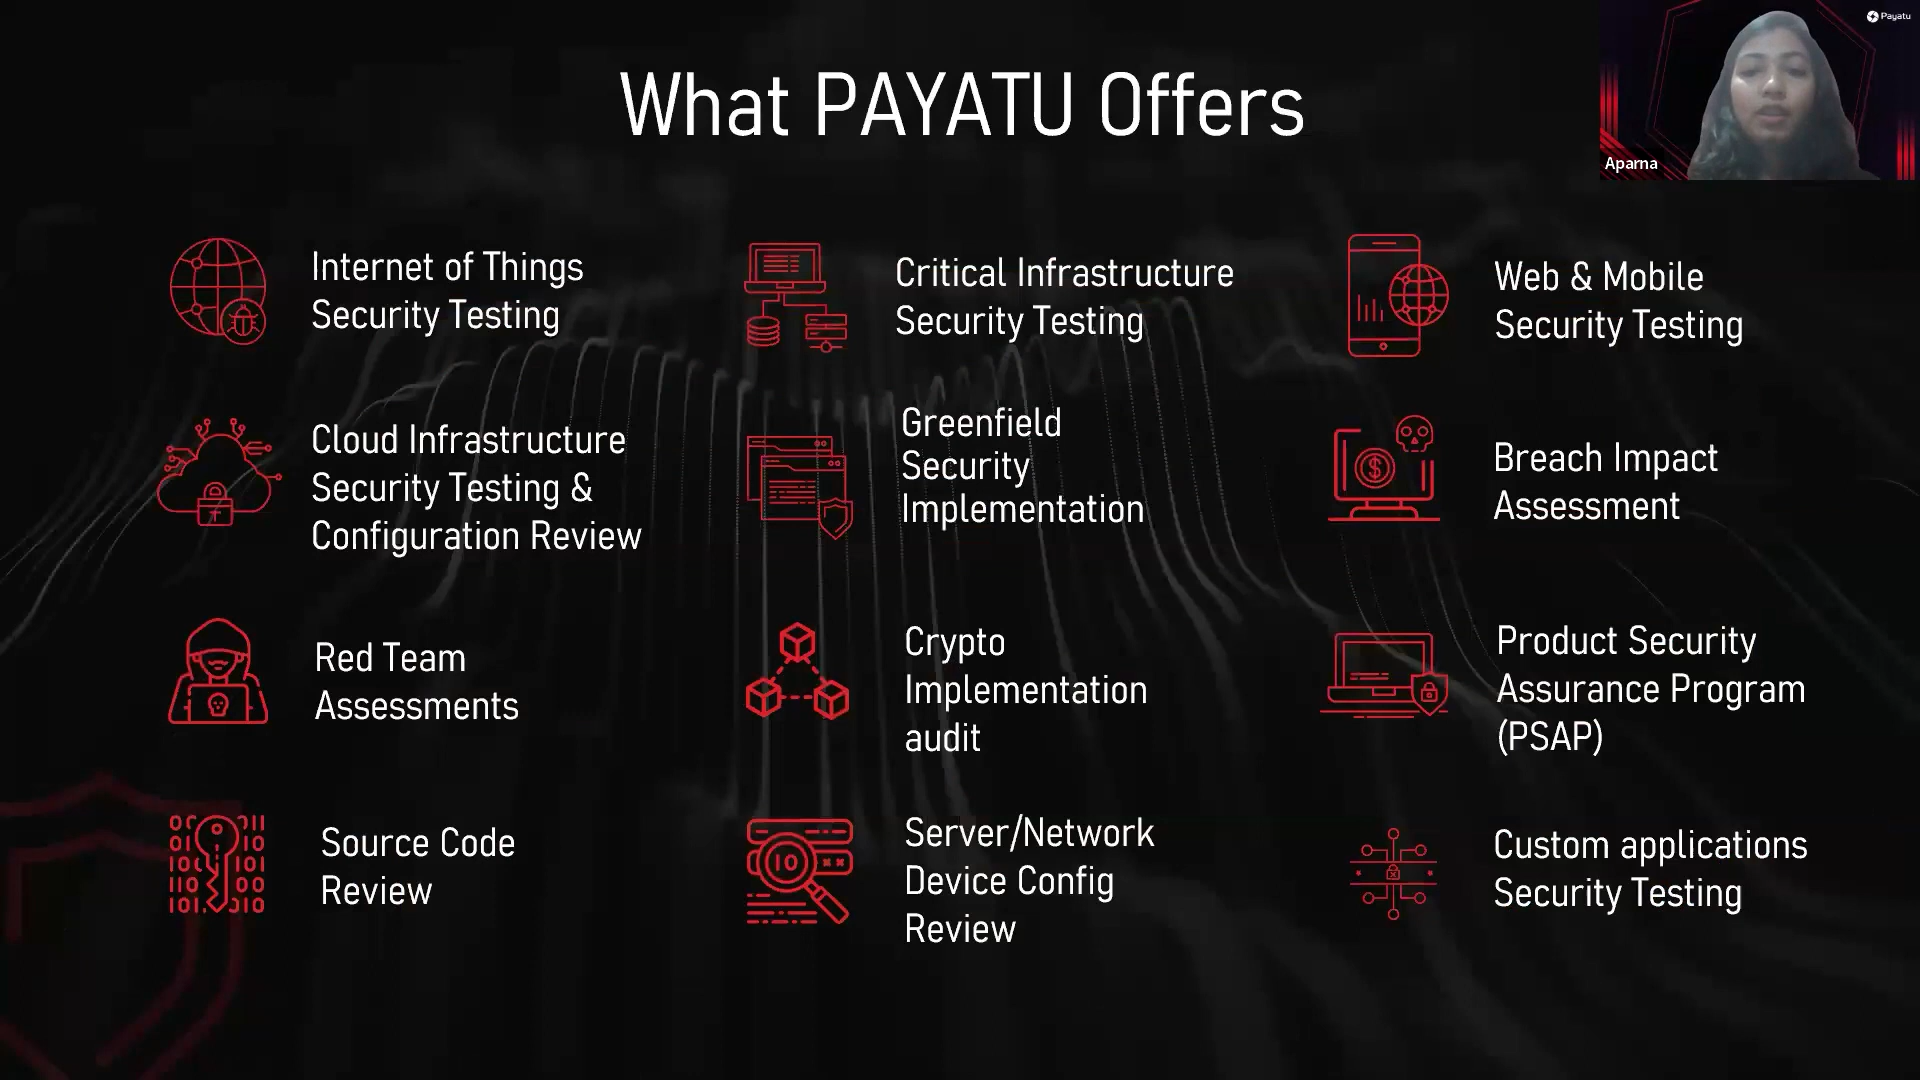 What PAYATU Offers
Payatu
Aparna
Internet of Things
Security Testing
Critical Infrastructure
Security Testing
Web & Mobile
Security Testing
Cloud Infrastructure
Security Testing &
Configuration Review
Greenfield
Security
Implementation
Breach Impact
Assessment
Red Team
Assessments
Crypto
Implementation
audit
Product Security
Assurance Program
(PSAP)
Source Code
Review
Server/Network
Device Config
Review
Custom applications
Security Testing